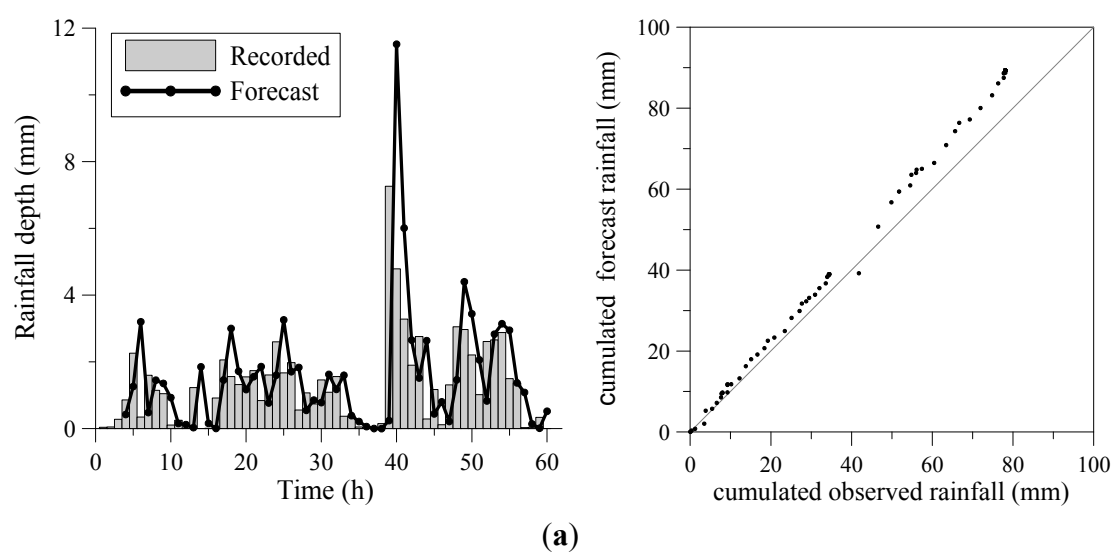 Rainfall depth (mm)
12
8
4
0
Recorded
Forecast
0 10 20 30 40 50 60
Time (h)
cumulated forecast rainfall (mm)
100
80
60
40
20
0
0 20 40 60 80 100
cumulated observed rainfall (mm)
(a)